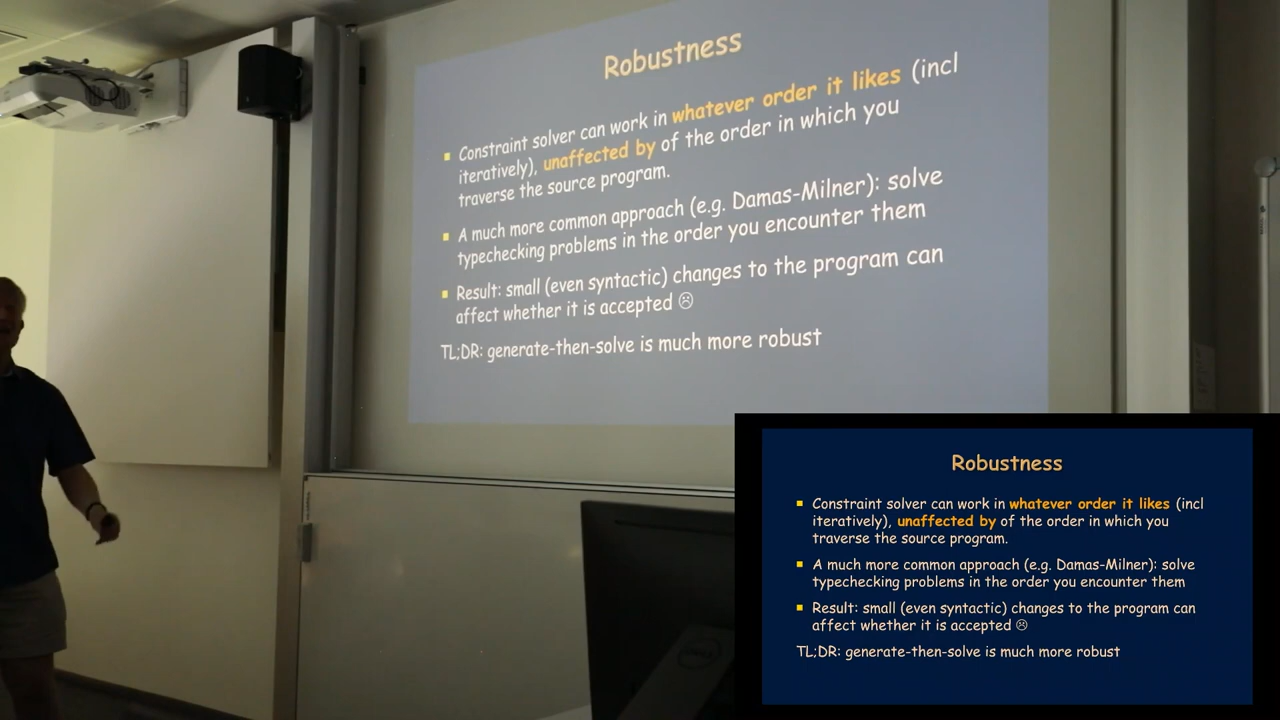 Robustness
Constraint solver can work in whatever order it likes (incl
iteratively), unaffected by of the order in which you
traverse the source program.
A much more common approach (e.g. Damas-Milner): solve
typechecking problems in the order you encounter them
Result: small (even syntactic) changes to the program can
affect whether it is accepted ☹
TL;DR: generate-then-solve is much more robust
Robustness
Constraint solver can work in whatever order it likes (incl
iteratively), unaffected by of the order in which you
traverse the source program.
A much more common approach (e.g. Damas-Milner): solve
typechecking problems in the order you encounter them
Result: small (even syntactic) changes to the program can
affect whether it is accepted ☹
TL;DR: generate-then-solve is much more robust
DELL